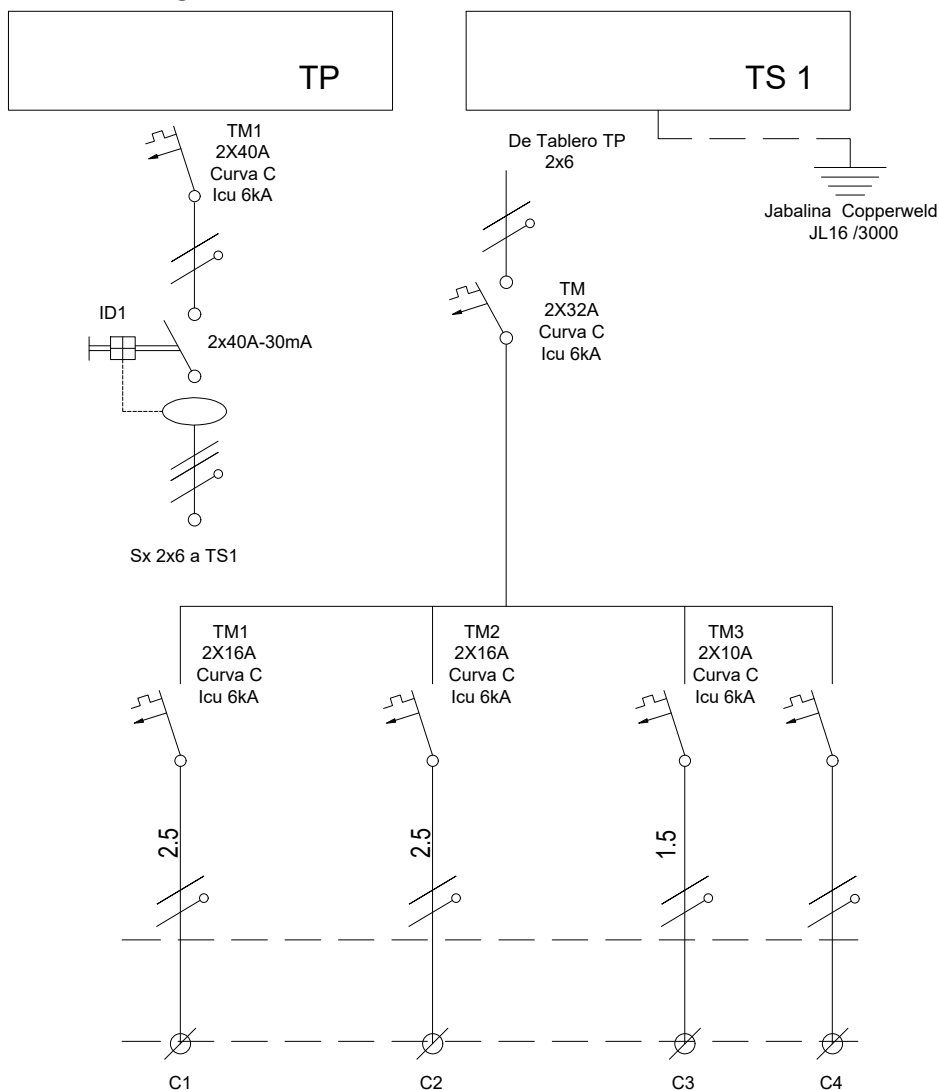 TP
TM1
2X40A
Curva C
Icu 6kA
ID1
2x40A-30mA
Sx 2x6 a TS1
TS 1
De Tablero TP
2x6
Jabalina Copperweld
JL16 /3000
TM
2X32A
Curva C
Icu 6kA
TM1
2X16A
Curva C
Icu 6kA
TM2
2X16A
Curva C
Icu 6kA
TM3
2X10A
Curva C
Icu 6kA
2.5
2.5
1.5
C1
C2
C3
C4